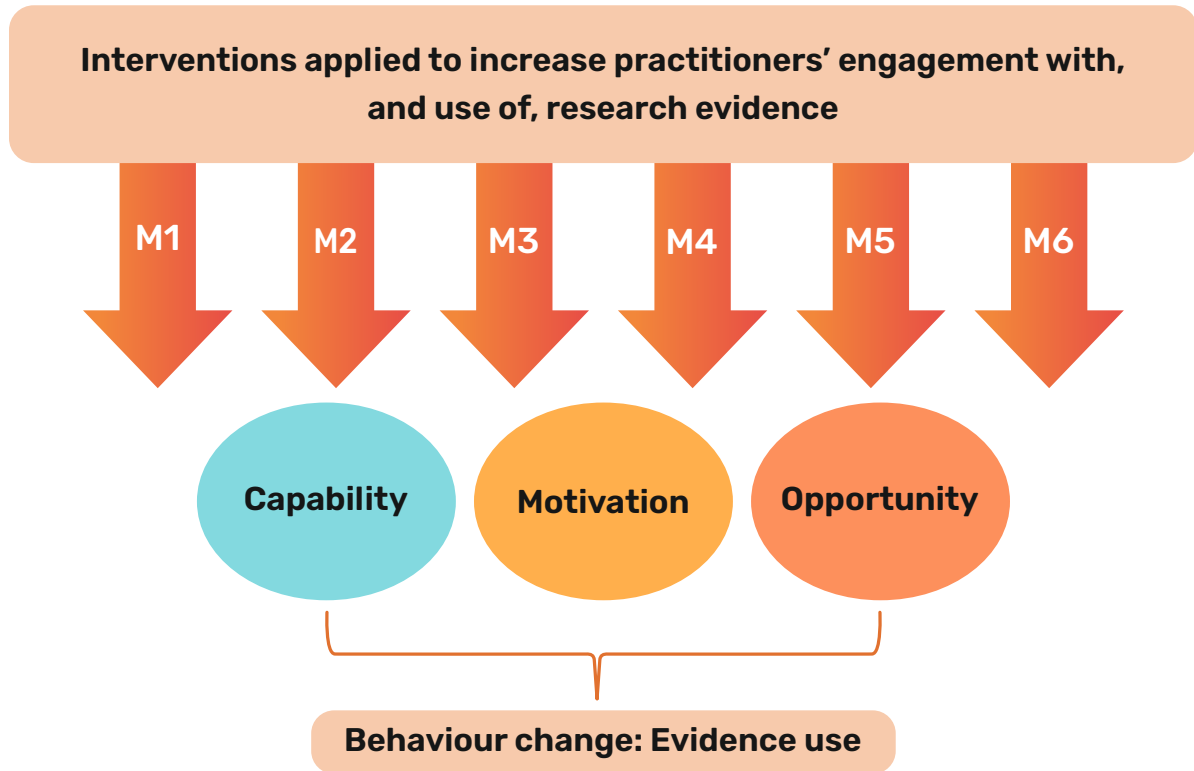 Interventions applied to increase practitioners’ engagement with,
and use of, research evidence
M1
M2
M3
M4
M5
M6
Capability
Motivation
Opportunity
Behaviour change: Evidence use